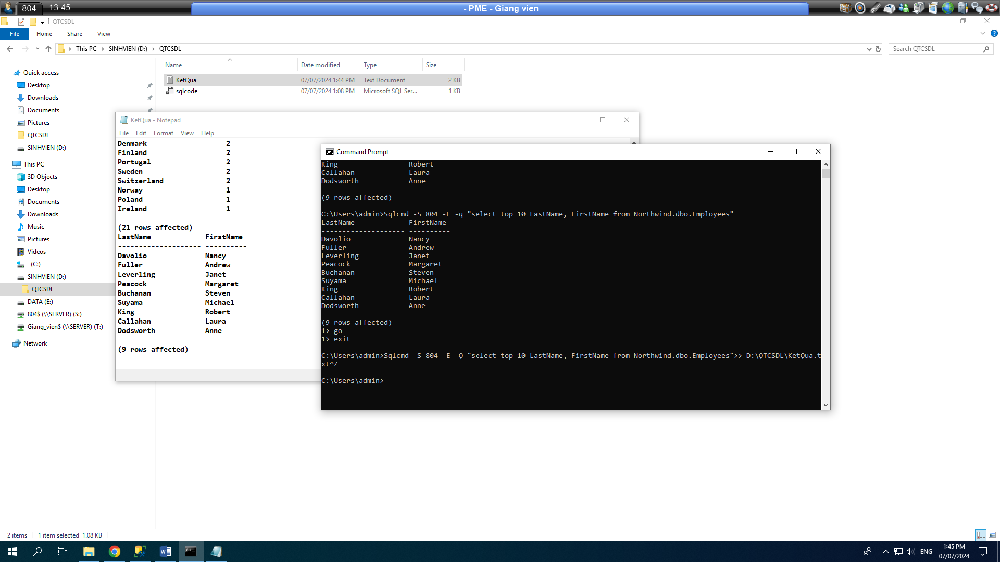 804 13:45 - PME - Giang vien
QTCSDL
File Home Share View
This PC > SINHVIEN (D:) > QTCSDL
Search QTCSDL
Name Date modified Type Size
KetQua 07/07/2024 1:44 PM Text Document 2 KB
sqlcode 07/07/2024 1:08 PM Microsoft SQL Ser... 1 KB
Quick access
Desktop
Downloads
Documents
Pictures
QTCSDL
SINHVIEN (D:)
This PC
3D Objects
Desktop
Documents
Downloads
Music
Pictures
Videos
(C:)
SINHVIEN (D:)
QTCSDL
DATA (E:)
804$ (\\SERVER) (S:)
Giang_vien$ (\\SERVER) (T:)
Network
KetQua - Notepad
File Edit Format View Help
Denmark 2
Finland 2
Portugal 2
Sweden 2
Switzerland 2
Norway 1
Poland 1
Ireland 1
(21 rows affected)
LastName FirstName
-------------------- ----------
Davolio Nancy
Fuller Andrew
Leverling Janet
Peacock Margaret
Buchanan Steven
Suyama Michael
King Robert
Callahan Laura
Dodsworth Anne
(9 rows affected)
Command Prompt
King Robert
Callahan Laura
Dodsworth Anne
(9 rows affected)
C:\Users\admin>Sqlcmd -S 804 -E -q "select top 10 LastName, FirstName from Northwind.dbo.Employees"
LastName FirstName
-------------------- ----------
Davolio Nancy
Fuller Andrew
Leverling Janet
Peacock Margaret
Buchanan Steven
Suyama Michael
King Robert
Callahan Laura
Dodsworth Anne
(9 rows affected)
1> go
1> exit
C:\Users\admin>Sqlcmd -S 804 -E -Q "select top 10 LastName, FirstName from Northwind.dbo.Employees">> D:\QTCSDL\KetQua.t
xt^Z
C:\Users\admin>
2 items 1 item selected 1.08 KB
ENG
1:45 PM
07/07/2024